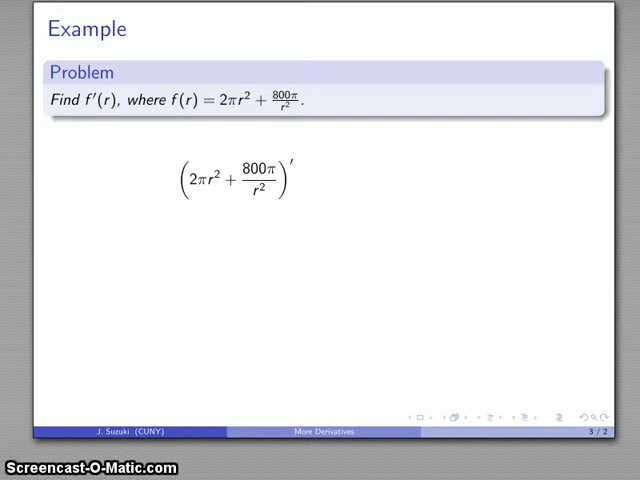 Example
Problem
Find f′(r), where f(r) = 2πr² + 800π/r² .
(2πr² + 800π/r²)′
J. Suzuki (CUNY) More Derivatives 3 / 2
Screencast-O-Matic.com